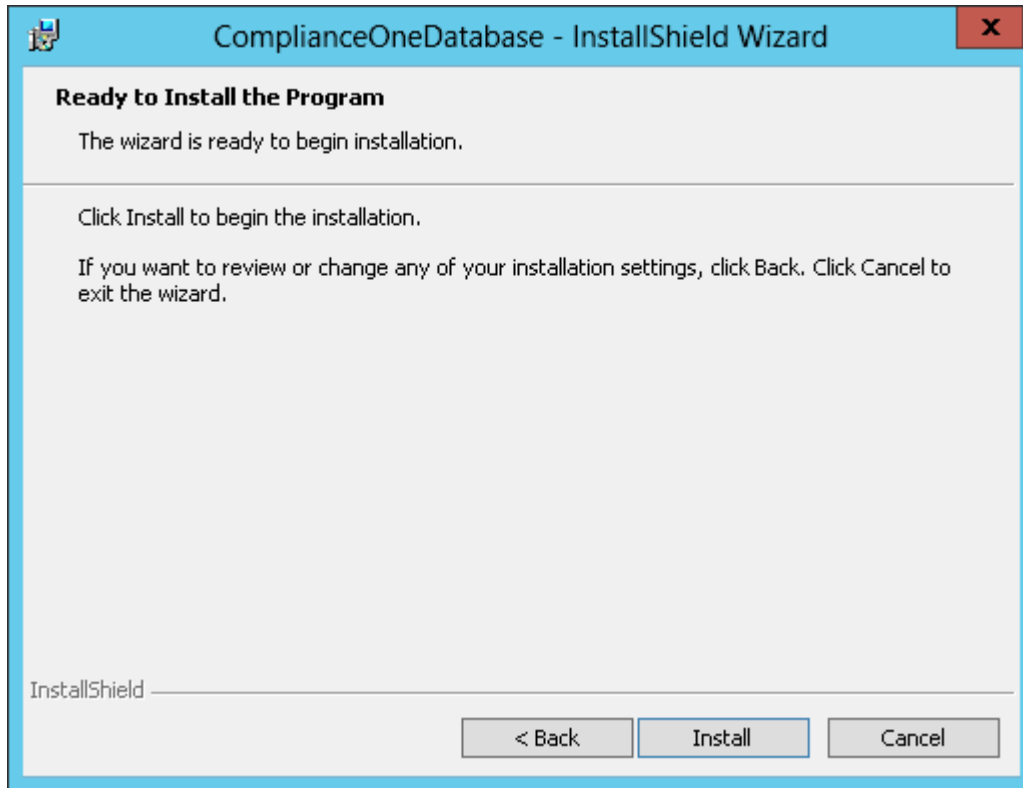 ComplianceOneDatabase - InstallShield Wizard
x
Ready to Install the Program
The wizard is ready to begin installation.
Click Install to begin the installation.
If you want to review or change any of your installation settings, click Back. Click Cancel to
exit the wizard.
InstallShield
< Back
Install
Cancel